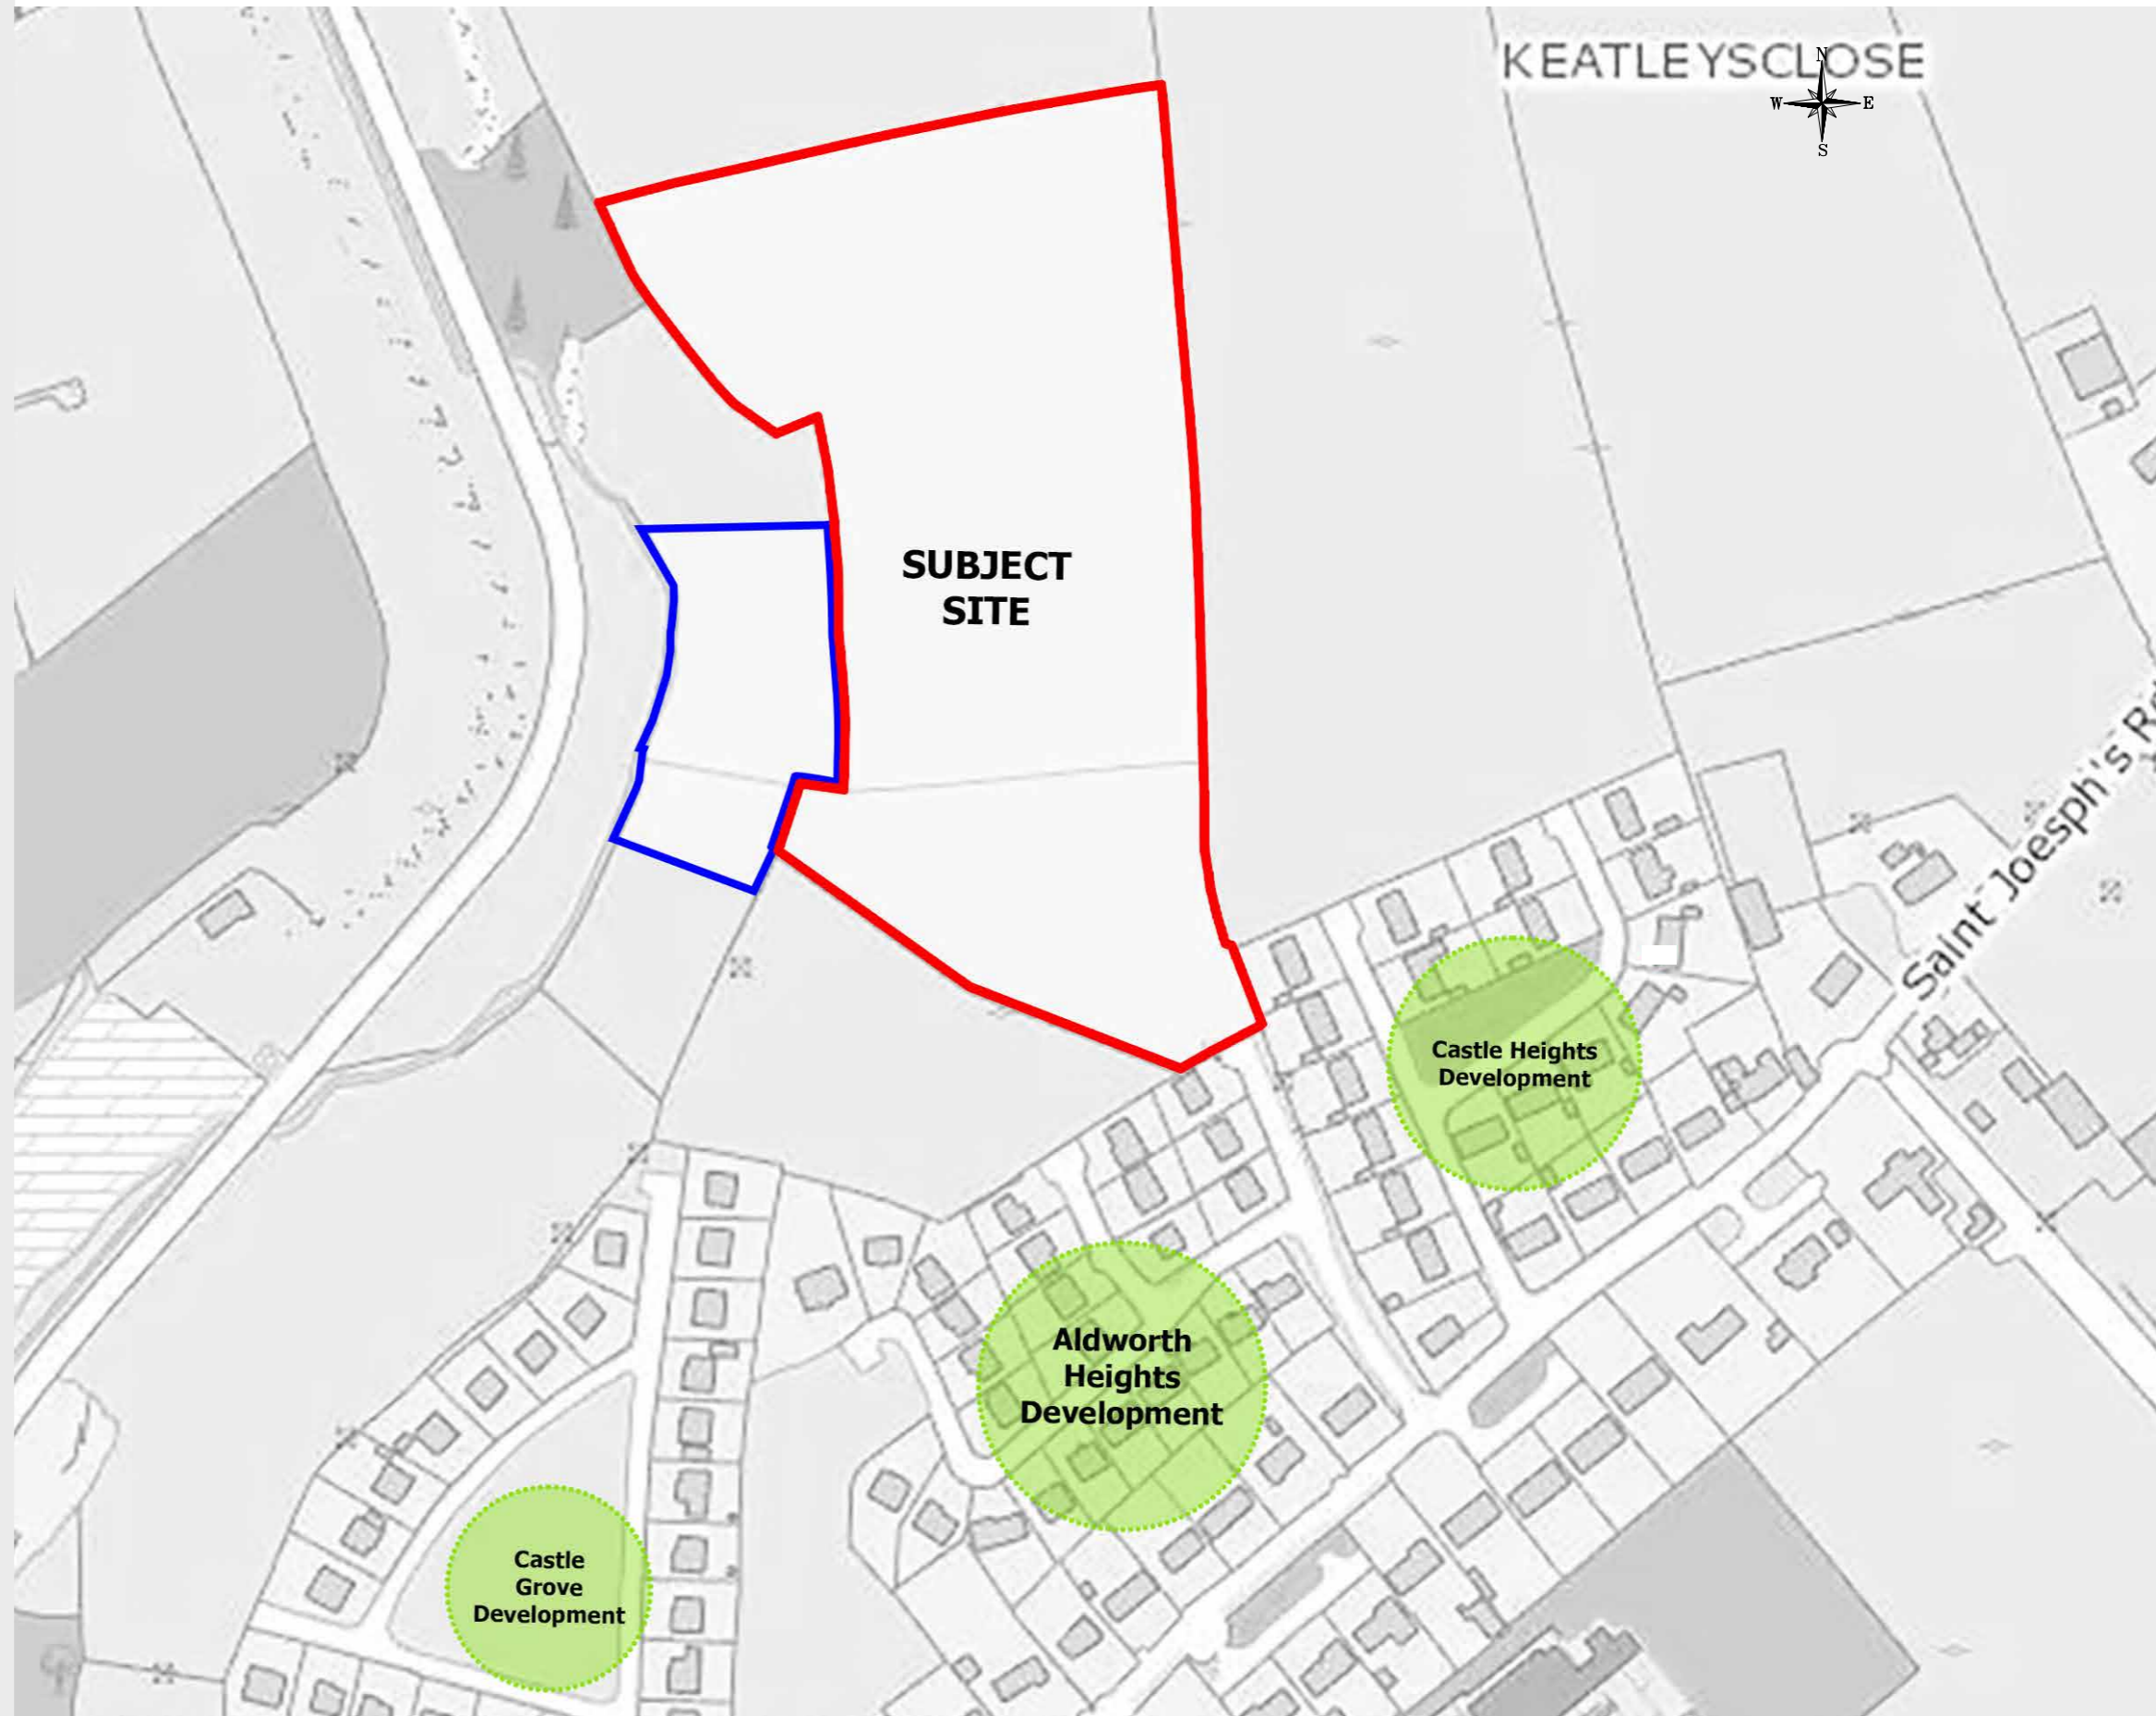 KEATLEYSCLOSE
N
W
E
S
SUBJECT
SITE
Saint Joesph's
Castle Heights
Development
Aldworth
Heights
Development
Castle
Grove
Development